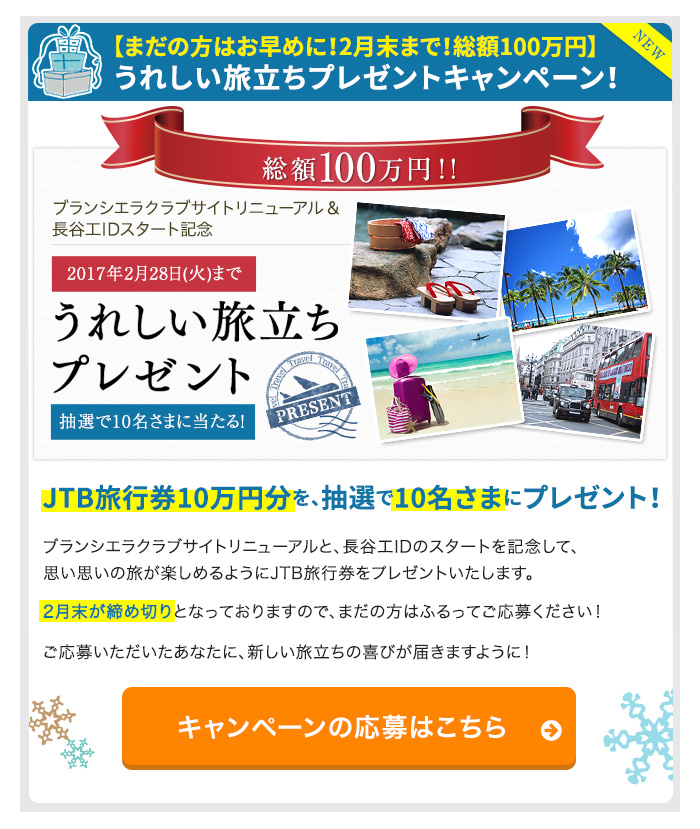 【まだの方はお早めに!2月末まで!総額100万円】
うれしい旅立ちプレゼントキャンペーン!
NEW
総額100万円!!
ブランシエラクラブサイトリニューアル＆
長谷工IDスタート記念
2017年2月28日(火)まで
うれしい旅立ち
プレゼント
Travel Travel Travel
PRESENT
抽選で10名さまに当たる!
JTB旅行券10万円分を、抽選で10名さまにプレゼント!
ブランシエラクラブサイトリニューアルと、長谷工IDのスタートを記念して、
思い思いの旅が楽しめるようにJTB旅行券をプレゼントいたします。
2月末が締め切りとなっておりますので、まだの方はふるってご応募ください!
ご応募いただいたあなたに、新しい旅立ちの喜びが届きますように!
キャンペーンの応募はこちら